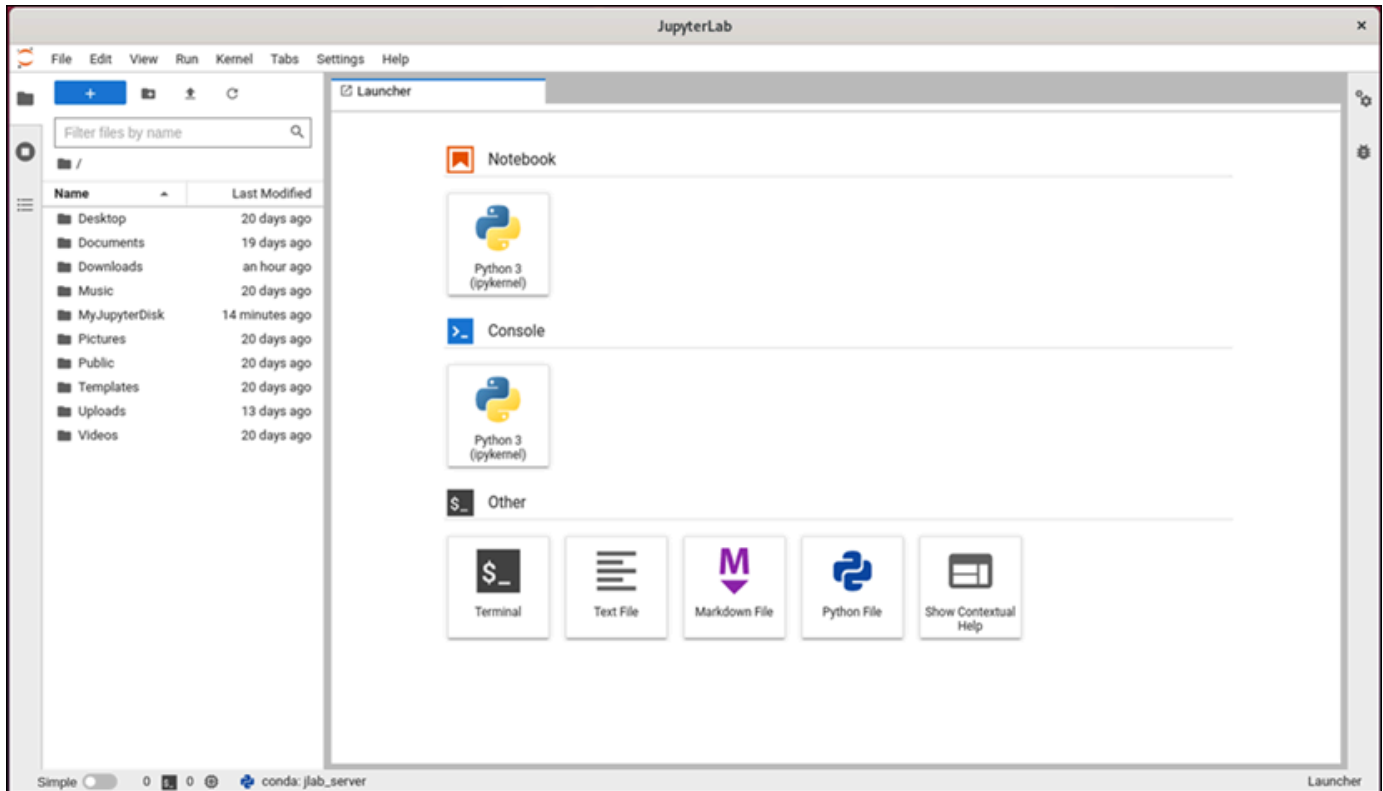 JupyterLab
File Edit View Run Kernel Tabs Settings Help
+
Filter files by name
/
Name Last Modified
Desktop 20 days ago
Documents 19 days ago
Downloads an hour ago
Music 20 days ago
MyJupyterDisk 14 minutes ago
Pictures 20 days ago
Public 20 days ago
Templates 20 days ago
Uploads 13 days ago
Videos 20 days ago
Launcher
Notebook
Python 3
(ipykernel)
>_ Console
Python 3
(ipykernel)
$_ Other
$_
M
Terminal
Text File
Markdown File
Python File
Show Contextual
Help
Simple 0 $_ 0 conda: jlab_server Launcher